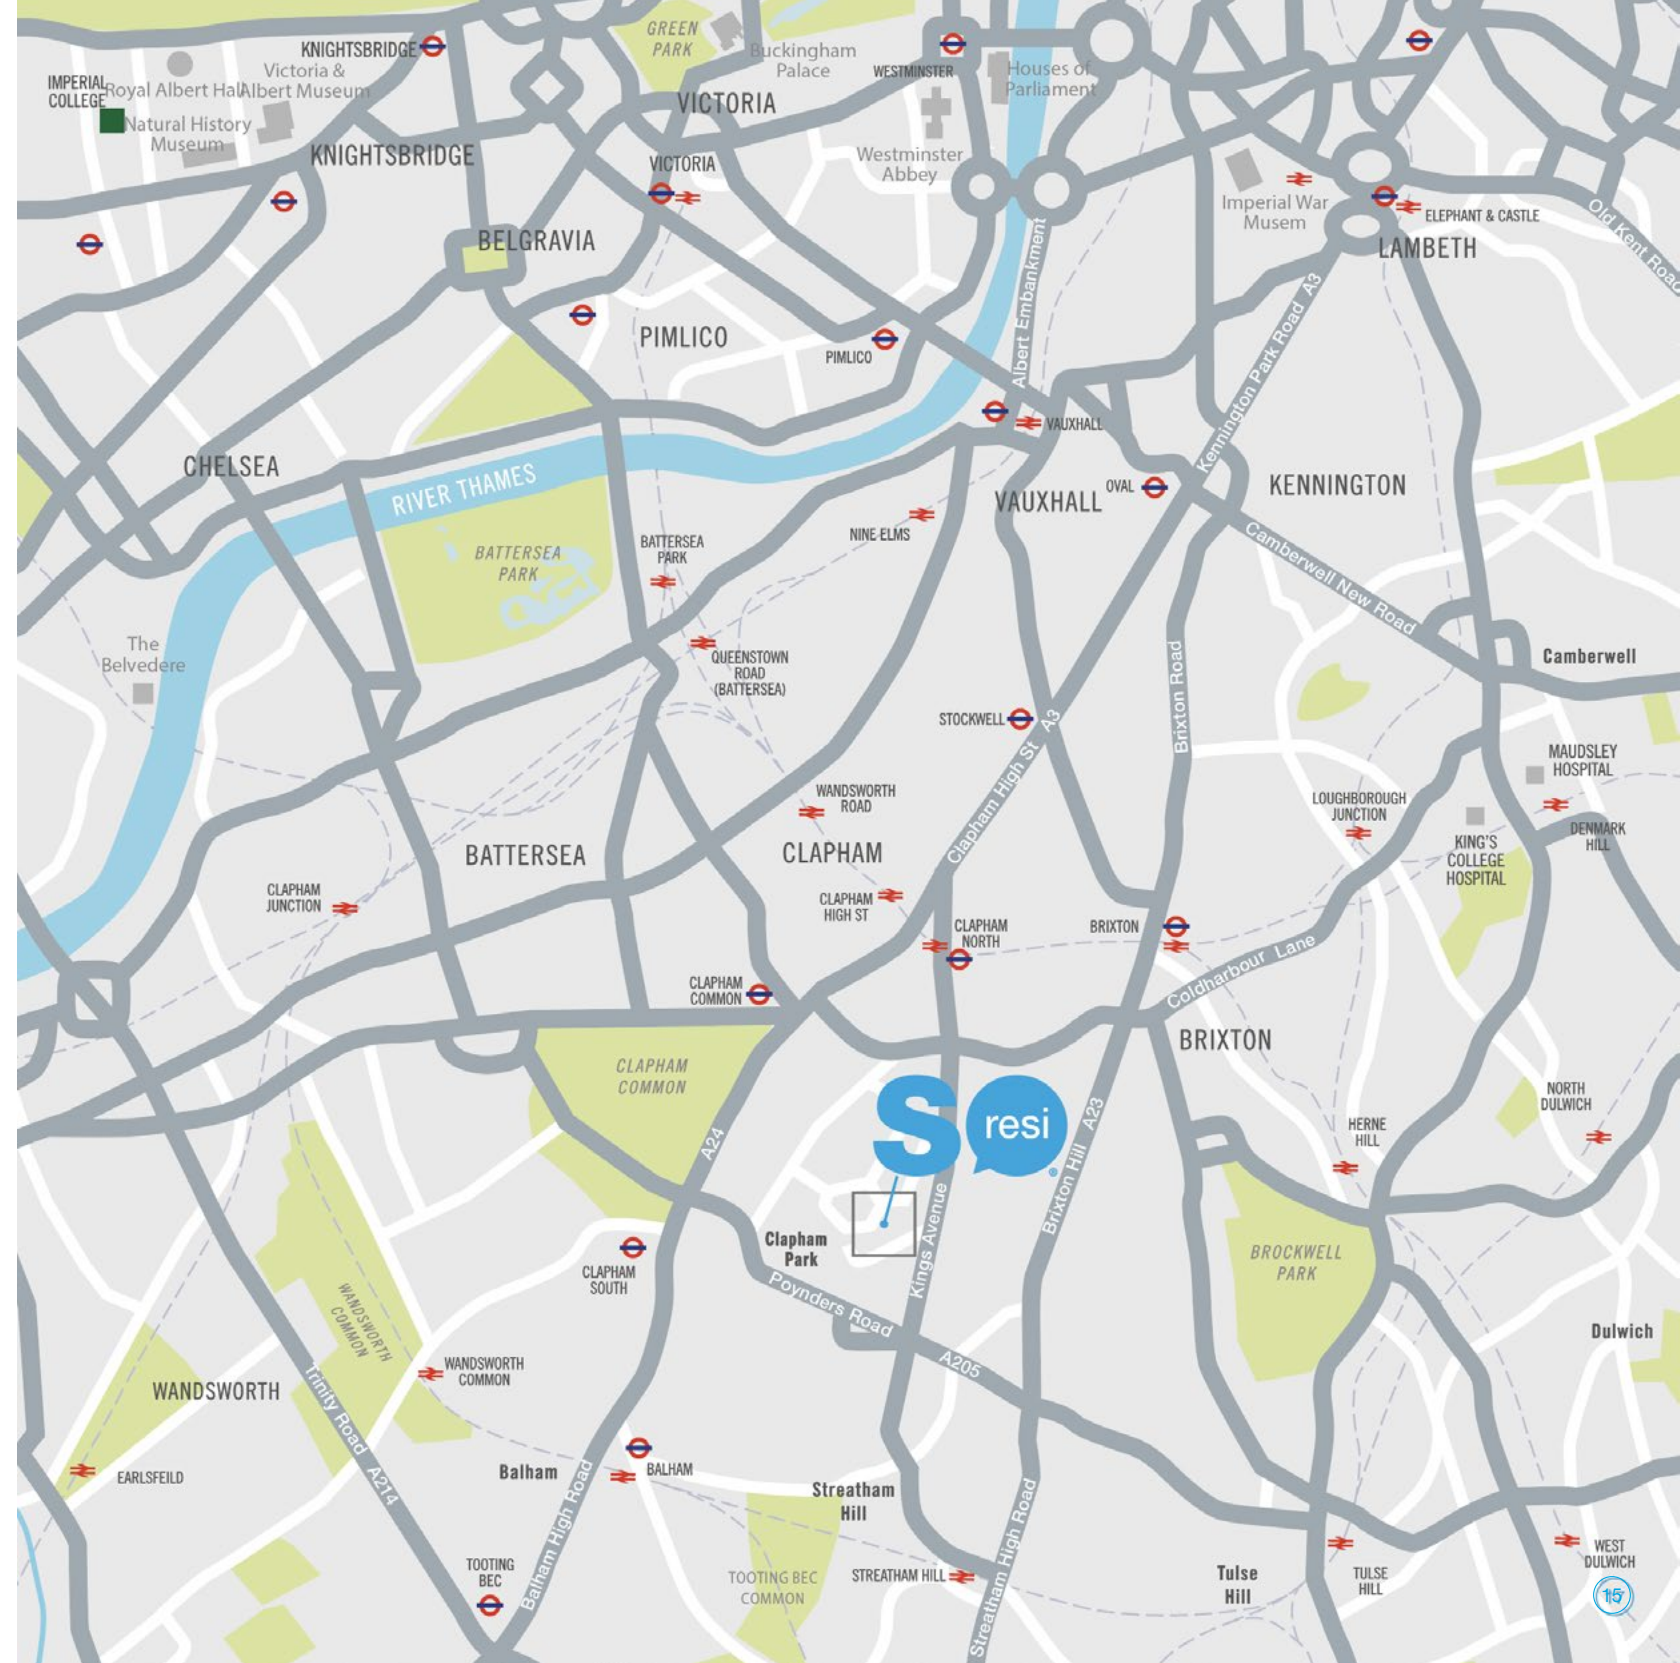 GREEN
PARK
KNIGHTSBRIDGE
Buckingham
Palace
WESTMINSTER
Houses of
Parliament
IMPERIAL
COLLEGE
Royal Albert Hall
Victoria &
Albert Museum
Natural History
Museum
VICTORIA
KNIGHTSBRIDGE
VICTORIA
Westminster
Abbey
Imperial War
Musem
ELEPHANT & CASTLE
Old Kent Road
LAMBETH
BELGRAVIA
Albert Embankment
Kennington Park Road A3
PIMLICO
PIMLICO
VAUXHALL
CHELSEA
RIVER THAMES
VAUXHALL
OVAL
KENNINGTON
BATTERSEA
PARK
BATTERSEA
PARK
NINE ELMS
Camberwell New Road
The
Belvedere
QUEENSTOWN
ROAD
(BATTERSEA)
Brixton Road
Camberwell
STOCKWELL
Clapham High St A3
MAUDSLEY
HOSPITAL
WANDSWORTH
ROAD
LOUGHBOROUGH
JUNCTION
DENMARK
HILL
KING'S
COLLEGE
HOSPITAL
BATTERSEA
CLAPHAM
CLAPHAM
JUNCTION
CLAPHAM
HIGH ST
CLAPHAM
NORTH
BRIXTON
Coldharbour Lane
CLAPHAM
COMMON
BRIXTON
CLAPHAM
COMMON
NORTH
DULWICH
HERNE
HILL
A24
S
resi
®
Brixton Hill A23
Kings Avenue
Clapham
Park
CLAPHAM
SOUTH
Poynders Road
A205
BROCKWELL
PARK
WANDSWORTH
COMMON
Dulwich
WANDSWORTH
COMMON
WANDSWORTH
Trinity Road A214
EARLSFEILD
Balham
BALHAM
Balham High Road
Streatham
Hill
Streatham High Road
TOOTING
BEC
TOOTING BEC
COMMON
STREATHAM HILL
Tulse
Hill
TULSE
HILL
WEST
DULWICH